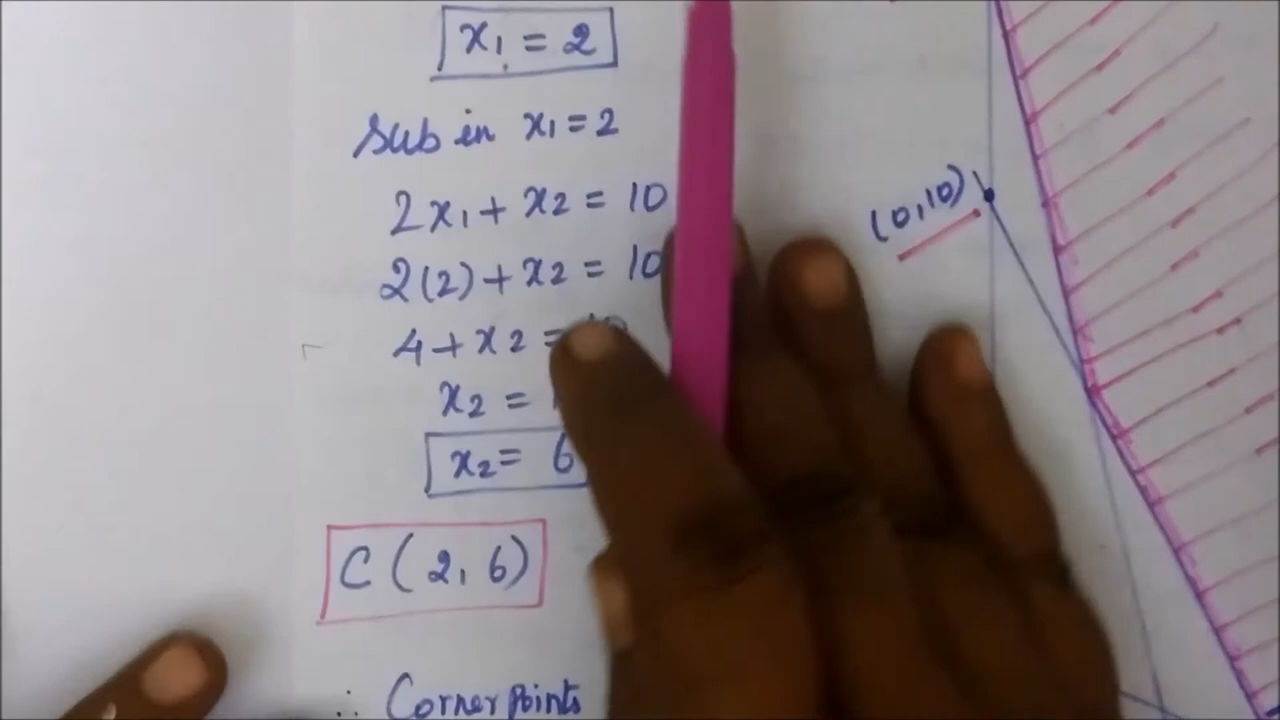 x₁ = 2
Sub in x₁ = 2
2x₁ + x₂ = 10
2(2) + x₂ = 10
4 + x₂ =
x₂ =
x₂ = 6
C (2, 6)
∴ Corner points
(0,10)